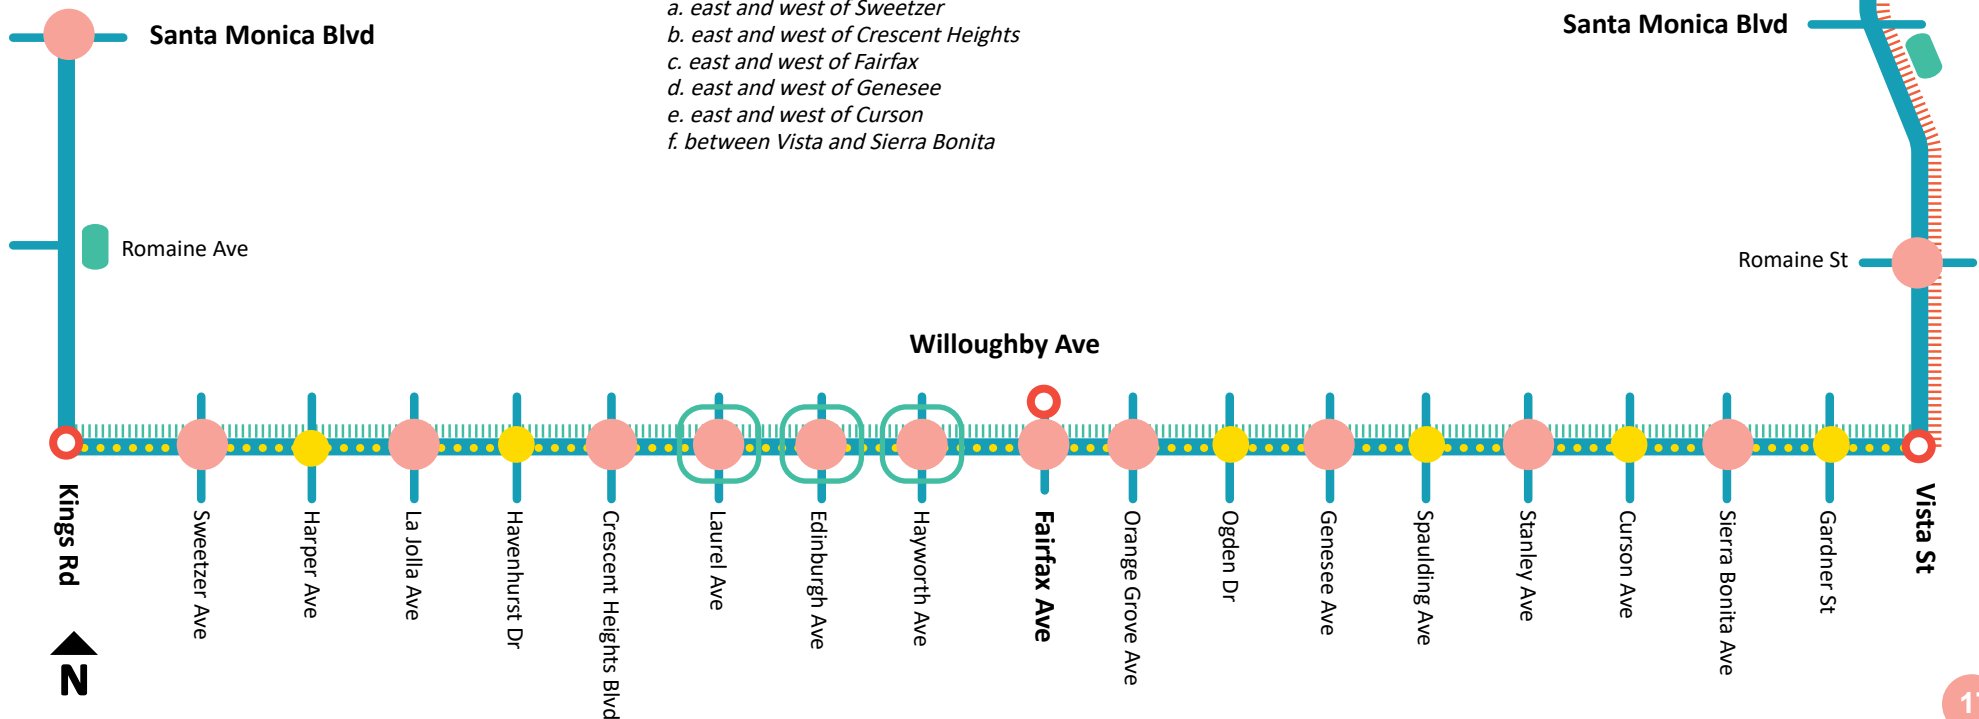 Santa Monica Blvd
a. east and west of Sweetzer
b. east and west of Crescent Heights
c. east and west of Fairfax
d. east and west of Genesee
e. east and west of Curson
f. between Vista and Sierra Bonita
Santa Monica Blvd
Romaine Ave
Romaine St
Willoughby Ave
Kings Rd
Sweetzer Ave
Harper Ave
La Jolla Ave
Havenhurst Dr
Crescent Heights Blvd
Laurel Ave
Edinburgh Ave
Hayworth Ave
Fairfax Ave
Orange Grove Ave
Ogden Dr
Genesee Ave
Spaulding Ave
Stanley Ave
Curson Ave
Sierra Bonita Ave
Gardner St
Vista St
N